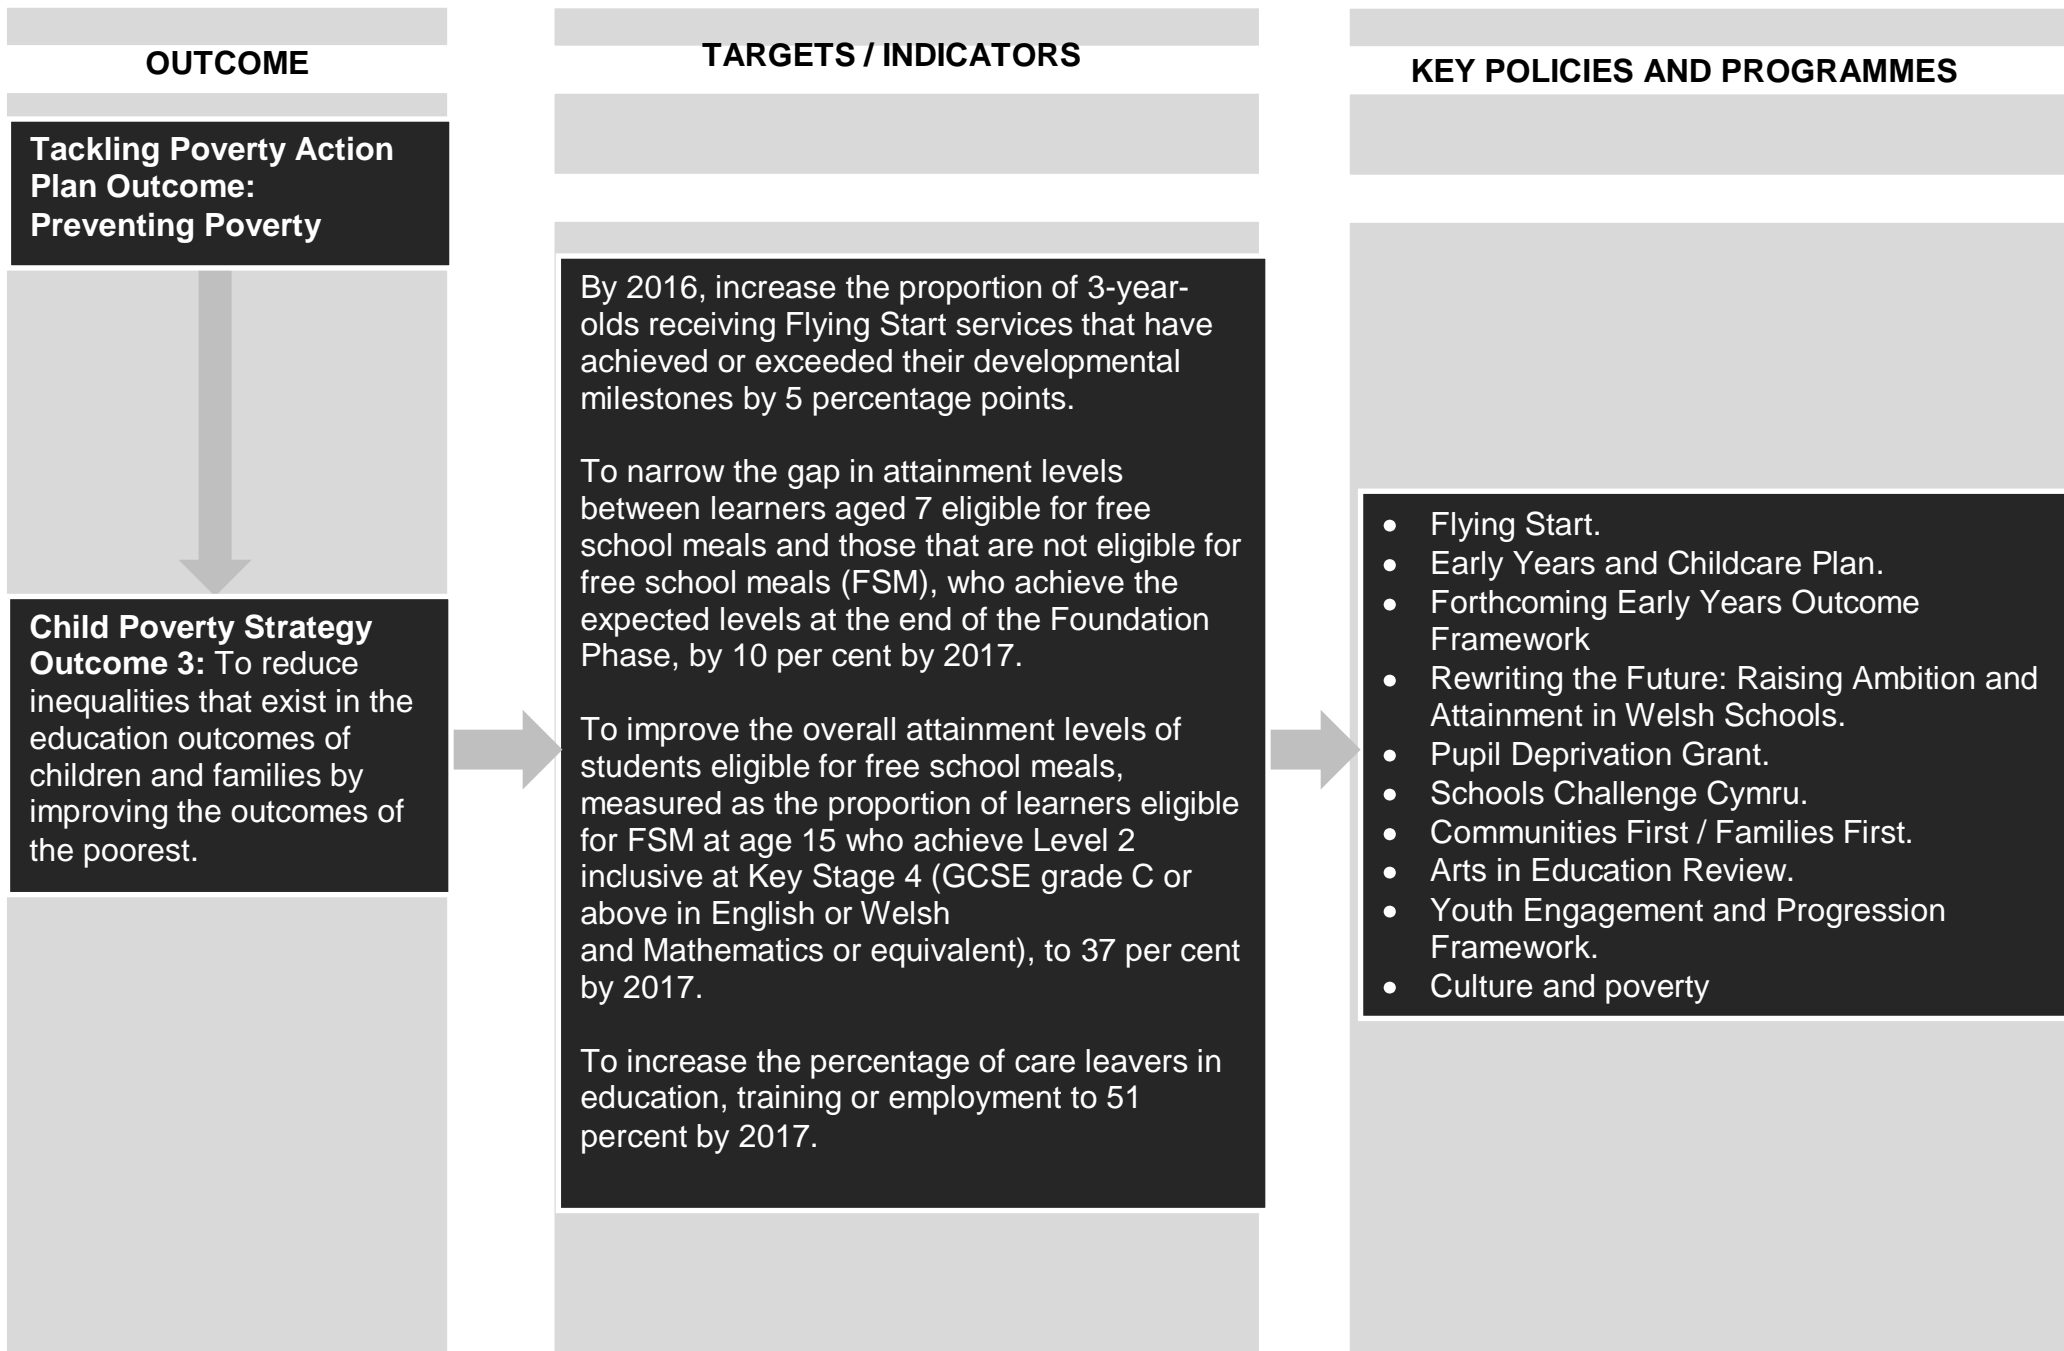 OUTCOME
Tackling Poverty Action
Plan Outcome:
Preventing Poverty
Child Poverty Strategy
Outcome 3: To reduce
inequalities that exist in the
education outcomes of
children and families by
improving the outcomes of
the poorest.
TARGETS / INDICATORS
By 2016, increase the proportion of 3-year-
olds receiving Flying Start services that have
achieved or exceeded their developmental
milestones by 5 percentage points.
To narrow the gap in attainment levels
between learners aged 7 eligible for free
school meals and those that are not eligible for
free school meals (FSM), who achieve the
expected levels at the end of the Foundation
Phase, by 10 per cent by 2017.
To improve the overall attainment levels of
students eligible for free school meals,
measured as the proportion of learners eligible
for FSM at age 15 who achieve Level 2
inclusive at Key Stage 4 (GCSE grade C or
above in English or Welsh
and Mathematics or equivalent), to 37 per cent
by 2017.
To increase the percentage of care leavers in
education, training or employment to 51
percent by 2017.
KEY POLICIES AND PROGRAMMES
• Flying Start.
• Early Years and Childcare Plan.
• Forthcoming Early Years Outcome
Framework
• Rewriting the Future: Raising Ambition and
Attainment in Welsh Schools.
• Pupil Deprivation Grant.
• Schools Challenge Cymru.
• Communities First / Families First.
• Arts in Education Review.
• Youth Engagement and Progression
Framework.
• Culture and poverty